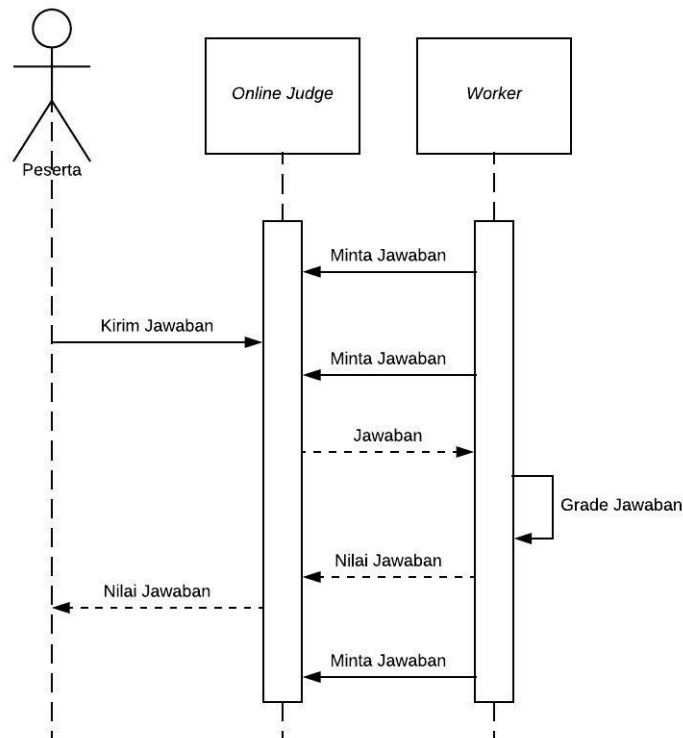 Online Judge
Worker
Peserta
Minta Jawaban
Kirim Jawaban
Minta Jawaban
Jawaban
Grade Jawaban
Nilai Jawaban
Nilai Jawaban
Minta Jawaban